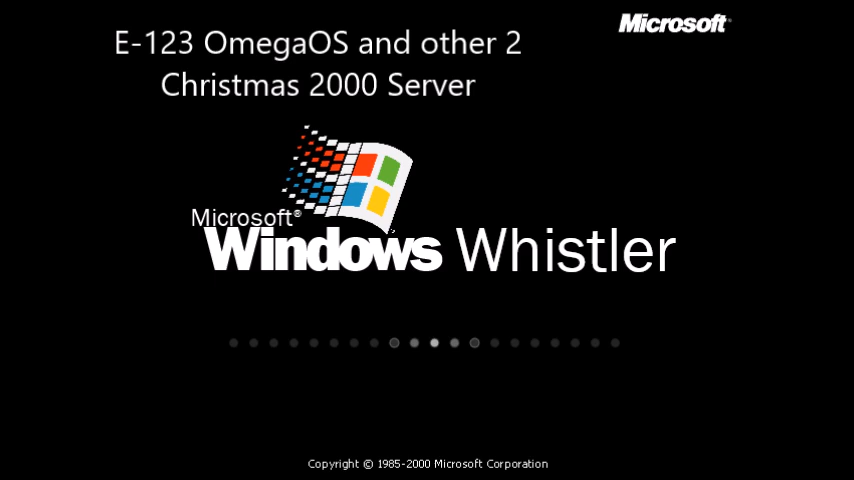 Microsoft®
E-123 OmegaOS and other 2
Christmas 2000 Server
Microsoft®
Windows Whistler
Copyright © 1985-2000 Microsoft Corporation